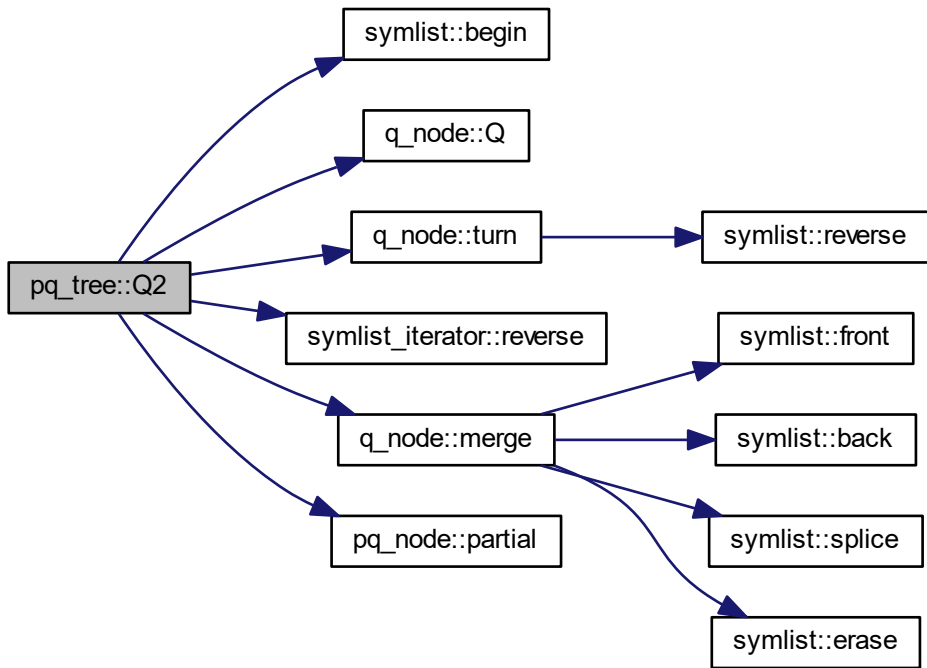 symlist::begin
q_node::Q
q_node::turn
symlist::reverse
pq_tree::Q2
symlist_iterator::reverse
symlist::front
q_node::merge
symlist::back
pq_node::partial
symlist::splice
symlist::erase